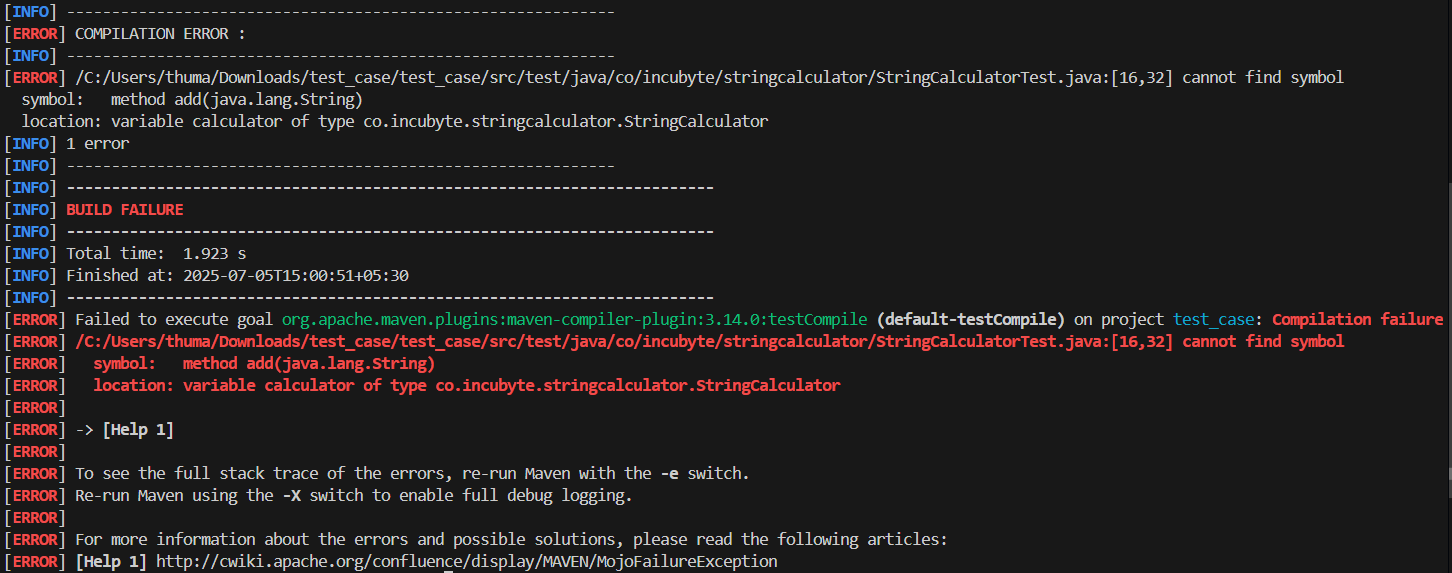 [INFO] -------------------------------------------------------------
[ERROR] COMPILATION ERROR :
[INFO] -------------------------------------------------------------
[ERROR] /C:/Users/thuma/Downloads/test_case/test_case/src/test/java/co/incubyte/stringcalculator/StringCalculatorTest.java:[16,32] cannot find symbol
  symbol:   method add(java.lang.String)
  location: variable calculator of type co.incubyte.stringcalculator.StringCalculator
[INFO] 1 error
[INFO] -------------------------------------------------------------
[INFO] ------------------------------------------------------------------------
[INFO] BUILD FAILURE
[INFO] ------------------------------------------------------------------------
[INFO] Total time:  1.923 s
[INFO] Finished at: 2025-07-05T15:00:51+05:30
[INFO] ------------------------------------------------------------------------
[ERROR] Failed to execute goal org.apache.maven.plugins:maven-compiler-plugin:3.14.0:testCompile (default-testCompile) on project test_case: Compilation failure
[ERROR] /C:/Users/thuma/Downloads/test_case/test_case/src/test/java/co/incubyte/stringcalculator/StringCalculatorTest.java:[16,32] cannot find symbol
[ERROR]   symbol:   method add(java.lang.String)
[ERROR]   location: variable calculator of type co.incubyte.stringcalculator.StringCalculator
[ERROR]
[ERROR] -> [Help 1]
[ERROR]
[ERROR] To see the full stack trace of the errors, re-run Maven with the -e switch.
[ERROR] Re-run Maven using the -X switch to enable full debug logging.
[ERROR]
[ERROR] For more information about the errors and possible solutions, please read the following articles:
[ERROR] [Help 1] http://cwiki.apache.org/confluence/display/MAVEN/MojoFailureException